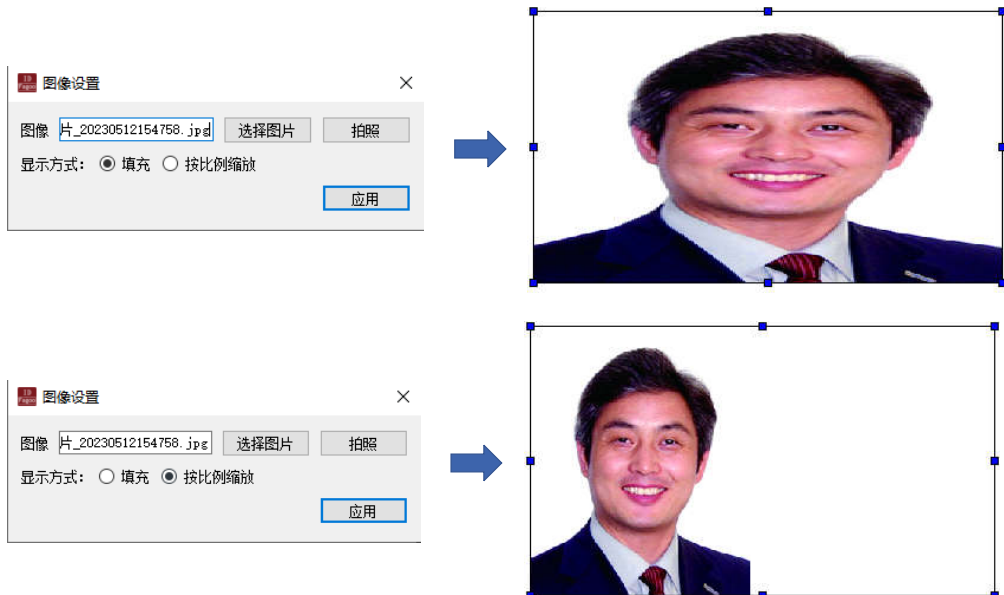 图像设置
图像 片_20230512154758.jpg 选择图片 拍照
显示方式： 填充 按比例缩放
应用
图像设置
图像 片_20230512154758.jpg 选择图片 拍照
显示方式： 填充 按比例缩放
应用